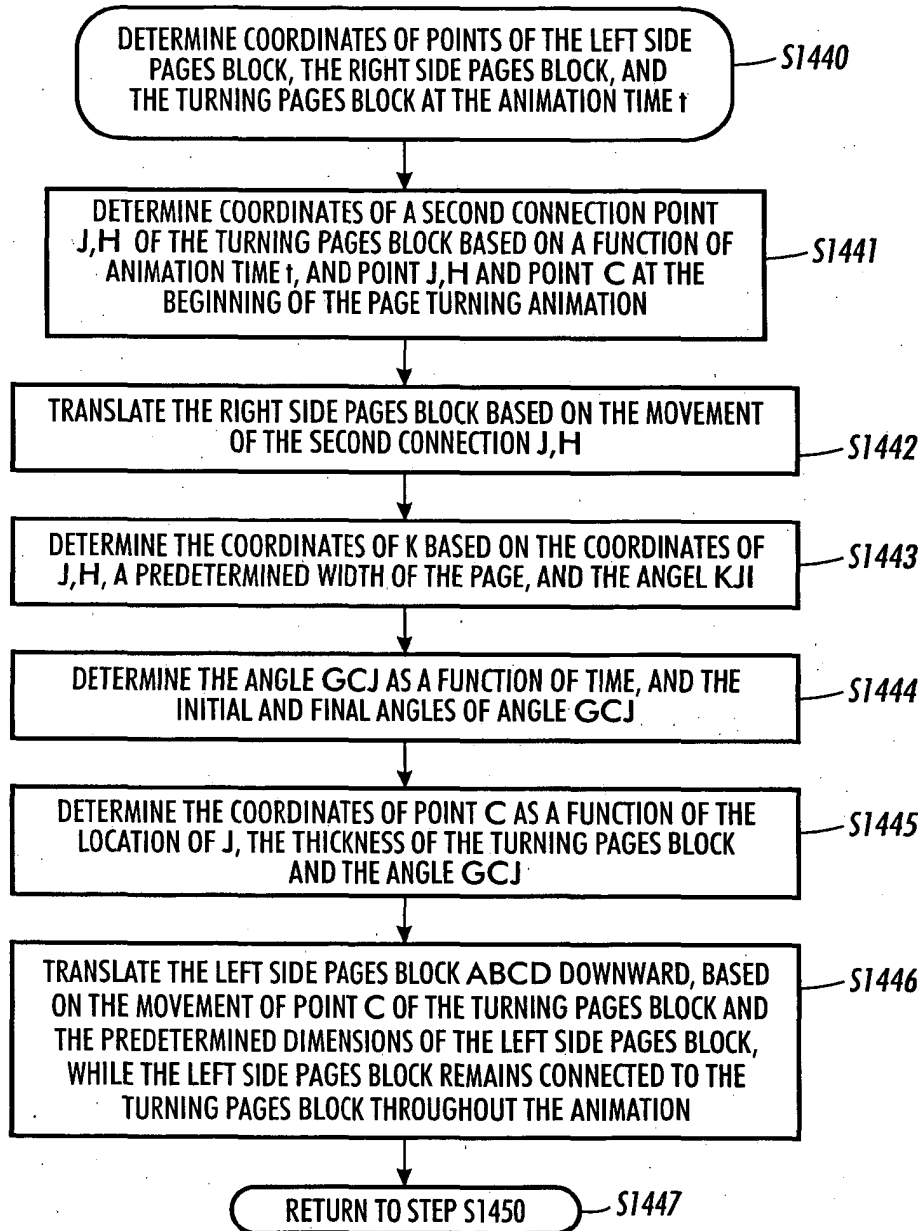 DETERMINE COORDINATES OF POINTS OF THE LEFT SIDE
PAGES BLOCK, THE RIGHT SIDE PAGES BLOCK, AND
THE TURNING PAGES BLOCK AT THE ANIMATION TIME t
S1440
DETERMINE COORDINATES OF A SECOND CONNECTION POINT
J,H OF THE TURNING PAGES BLOCK BASED ON A FUNCTION OF
ANIMATION TIME t, AND POINT J,H AND POINT C AT THE
BEGINNING OF THE PAGE TURNING ANIMATION
S1441
TRANSLATE THE RIGHT SIDE PAGES BLOCK BASED ON THE MOVEMENT
OF THE SECOND CONNECTION J,H
S1442
DETERMINE THE COORDINATES OF K BASED ON THE COORDINATES OF
J,H, A PREDETERMINED WIDTH OF THE PAGE, AND THE ANGEL KJI
S1443
DETERMINE THE ANGLE GCJ AS A FUNCTION OF TIME, AND THE
INITIAL AND FINAL ANGLES OF ANGLE GCJ
S1444
DETERMINE THE COORDINATES OF POINT C AS A FUNCTION OF THE
LOCATION OF J, THE THICKNESS OF THE TURNING PAGES BLOCK
AND THE ANGLE GCJ
S1445
TRANSLATE THE LEFT SIDE PAGES BLOCK ABCD DOWNWARD, BASED
ON THE MOVEMENT OF POINT C OF THE TURNING PAGES BLOCK AND
THE PREDETERMINED DIMENSIONS OF THE LEFT SIDE PAGES BLOCK,
WHILE THE LEFT SIDE PAGES BLOCK REMAINS CONNECTED TO THE
TURNING PAGES BLOCK THROUGHOUT THE ANIMATION
S1446
RETURN TO STEP S1450
S1447